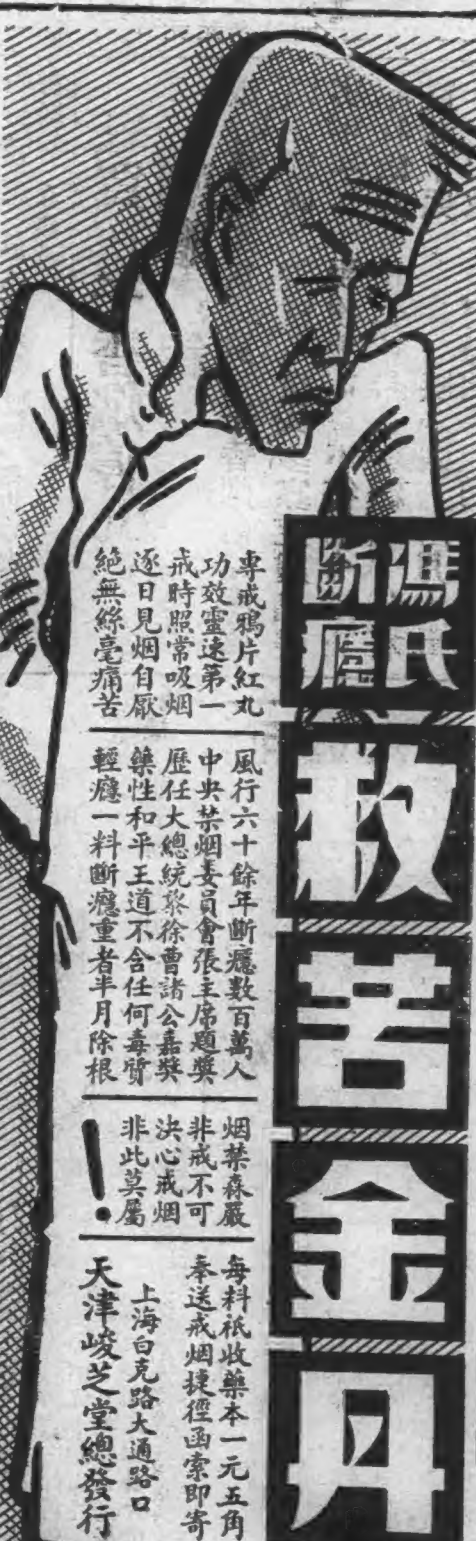 馮氏
斷癮
救苦金丹
專戒鴉片紅丸
功效靈速第一
戒時照常吸烟
逐日見烟自厭
絕無絲毫痛苦
風行六十餘年斷癮數百萬人
中央禁烟委員會張主席題奬
歷任大總統黎徐曹諸公嘉奬
藥性和平王道不含任何毒質
輕癮一料斷癮重者半月除根
烟禁森嚴
非戒不可
決心戒烟
非此莫屬
！
每料祇收藥本一元五角
奉送戒烟捷徑函索即寄
上海白克路大通路口
天津峻芝堂總發行